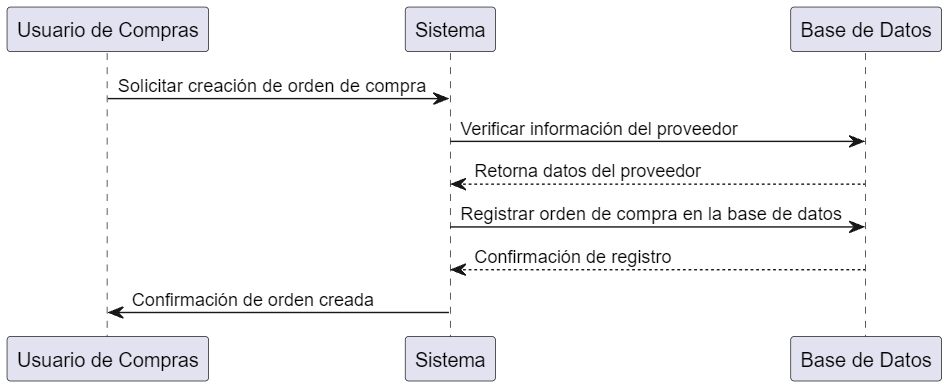 Usuario de Compras
Sistema
Base de Datos
Solicitar creación de orden de compra
Verificar información del proveedor
Retorna datos del proveedor
Registrar orden de compra en la base de datos
Confirmación de registro
Confirmación de orden creada
Usuario de Compras
Sistema
Base de Datos